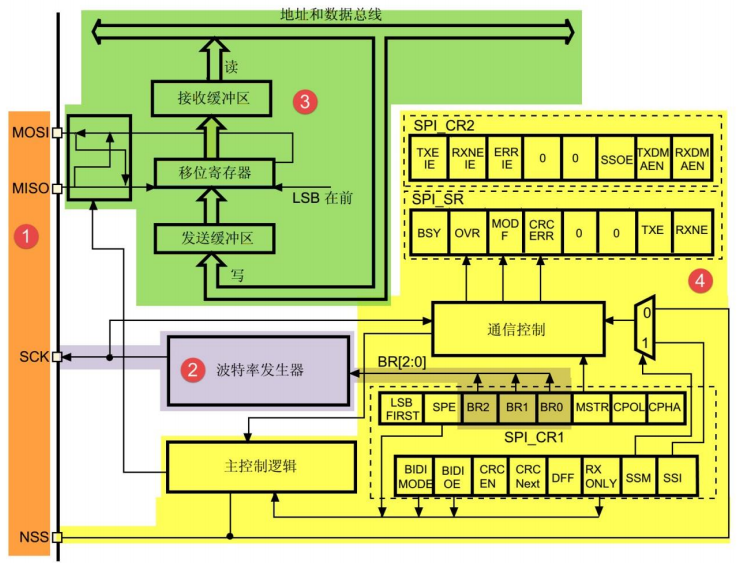 地址和数据总线
读
接收缓冲区
3
MOSI
移位寄存器
MISO
LSB 在前
1
发送缓冲区
写
SPI_CR2
TXE IE
RXNE IE
ERR IE
0
0
SSOE
TXDM AEN
RXDM AEN
SPI_SR
BSY
OVR
MOD F
CRC ERR
0
0
TXE
RXNE
4
通信控制
0
1
SCK
2
波特率发生器
BR[2:0]
LSB FIRST
SPE
BR2
BR1
BR0
MSTR
CPOL
CPHA
SPI_CR1
主控制逻辑
BIDI MODE
BIDI OE
CRC EN
CRC Next
DFF
RX ONLY
SSM
SSI
NSS